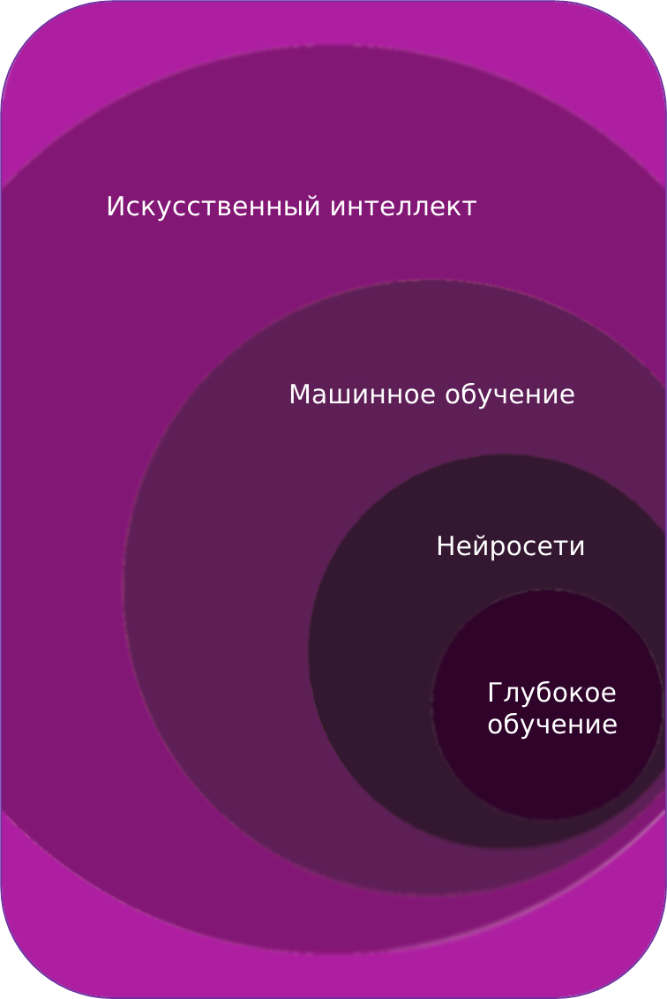 Искусственный интеллект
Машинное обучение
Нейросети
Глубокое
обучение